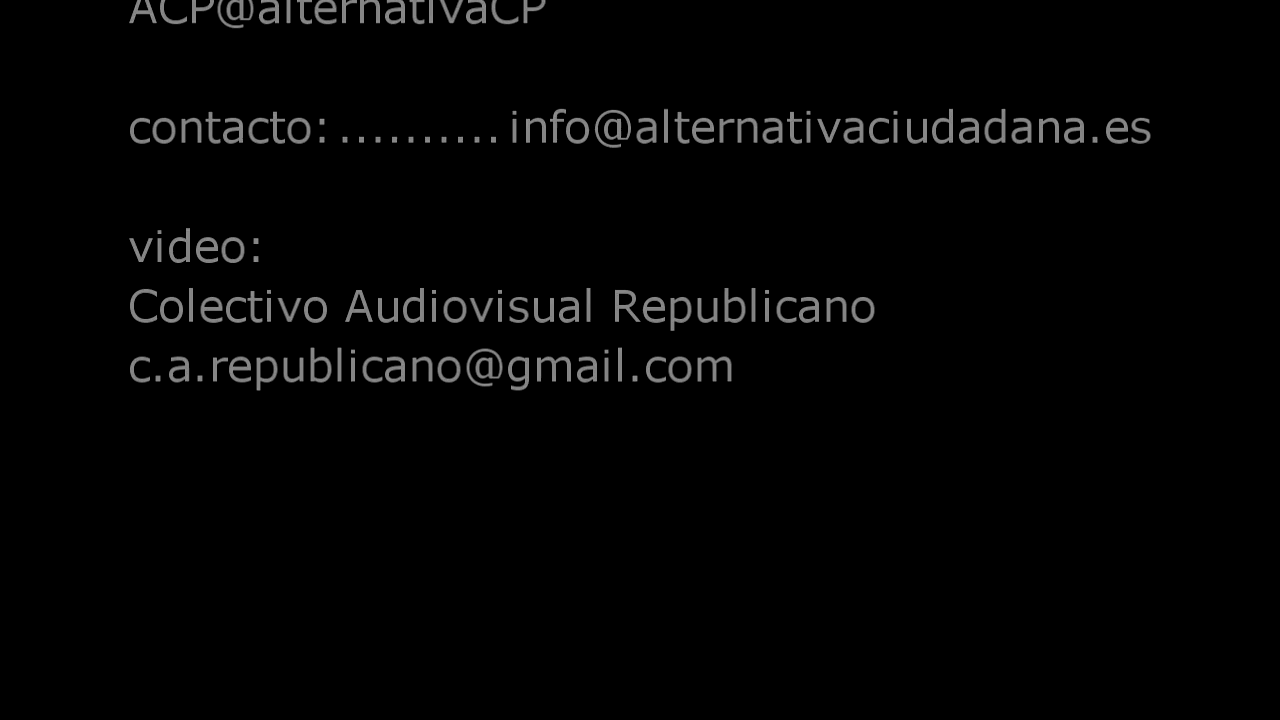 ACP@alternativaCP
contacto: .......... info@alternativaciudadana.es
video:
Colectivo Audiovisual Republicano
c.a.republicano@gmail.com